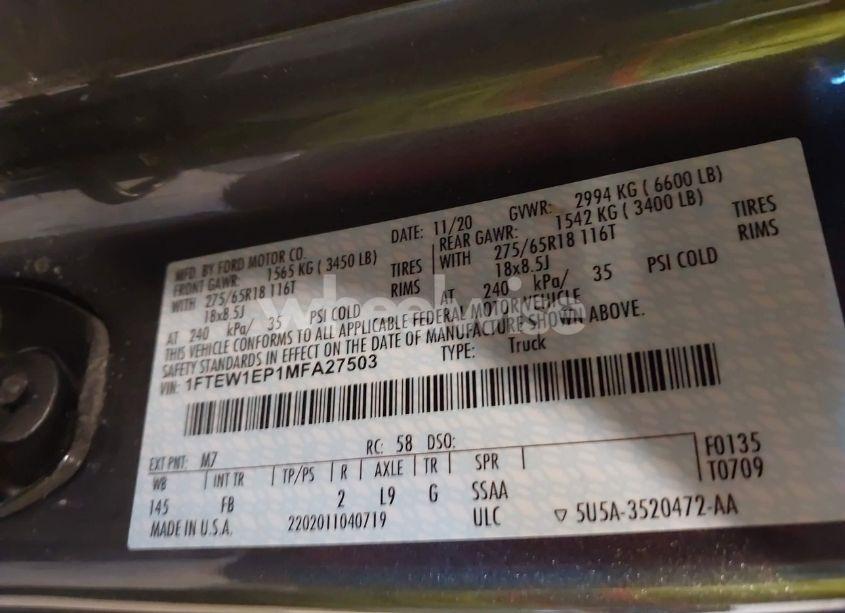 MFD. BY FORD MOTOR CO.
DATE: 11/20
GVWR: 2994 KG ( 6600 LB)
FRONT GAWR: 1565 KG ( 3450 LB)
REAR GAWR: 1542 KG ( 3400 LB)
WITH 275/65R18 116T TIRES
WITH 275/65R18 116T TIRES
18x8.5J RIMS
18x8.5J RIMS
AT 240 kPa/ 35 PSI COLD
AT 240 kPa/ 35 PSI COLD
THIS VEHICLE CONFORMS TO ALL APPLICABLE FEDERAL MOTOR VEHICLE
SAFETY STANDARDS IN EFFECT ON THE DATE OF MANUFACTURE SHOWN ABOVE.
VIN: 1FTEW1EP1MFA27503
TYPE: Truck
EXT PNT: M7 RC: 58 DSO:
WB INT TR TP/PS R AXLE TR SPR
F0135
T0709
145 FB 2 L9 G SSAA
MADE IN U.S.A. 2202011040719 ULC ▽ 5U5A-3520472-AA